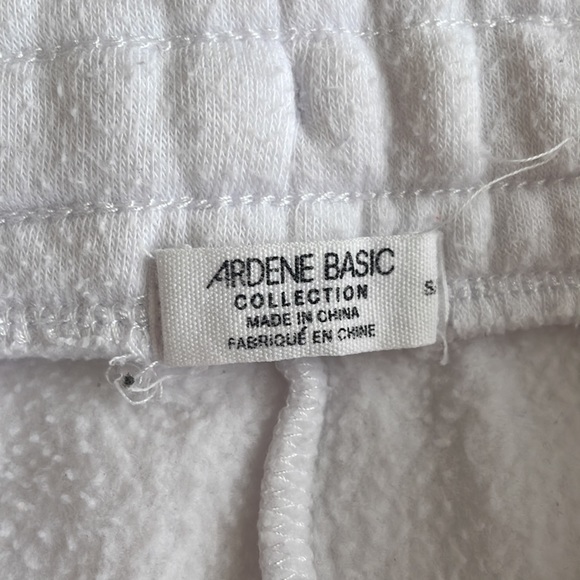 ARDENE BASIC
COLLECTION
MADE IN CHINA
FABRIQUÉ EN CHINE
S